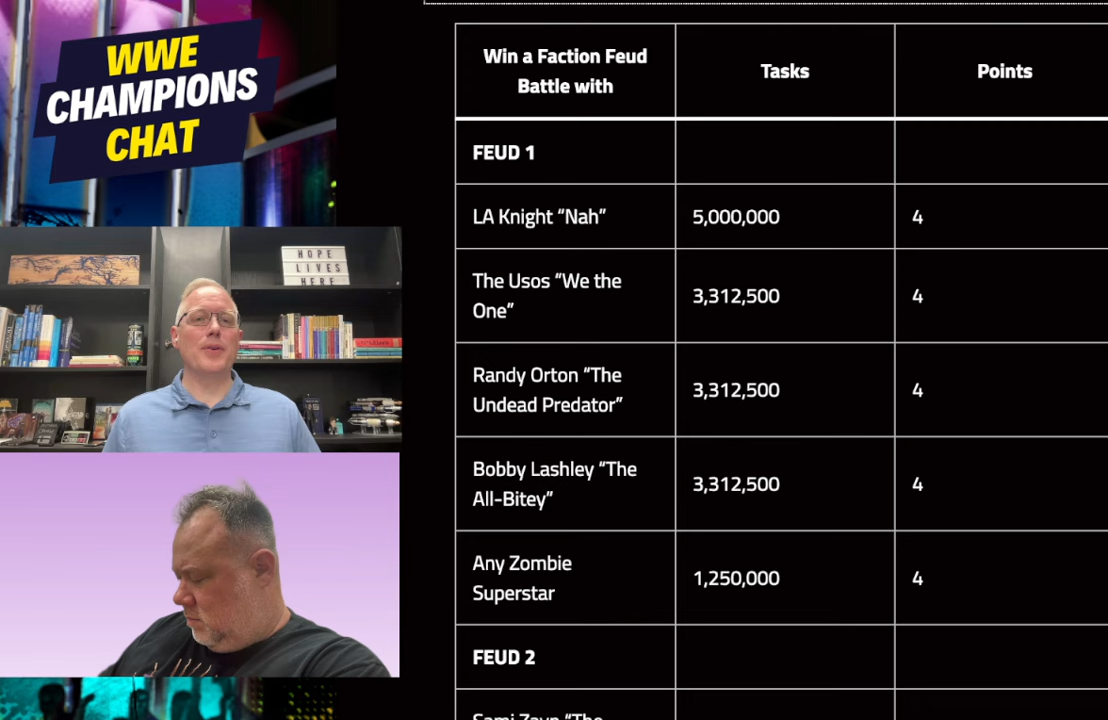 WWE
CHAMPIONS
CHAT
HOPE
LIVES
HERE
Win a Faction Feud
Battle with
Tasks
Points
FEUD 1
LA Knight “Nah”
5,000,000
4
The Usos “We the
One”
3,312,500
4
Randy Orton “The
Undead Predator”
3,312,500
4
Bobby Lashley “The
All-Bitey”
3,312,500
4
Any Zombie
Superstar
1,250,000
4
FEUD 2
Sami Zayn “The